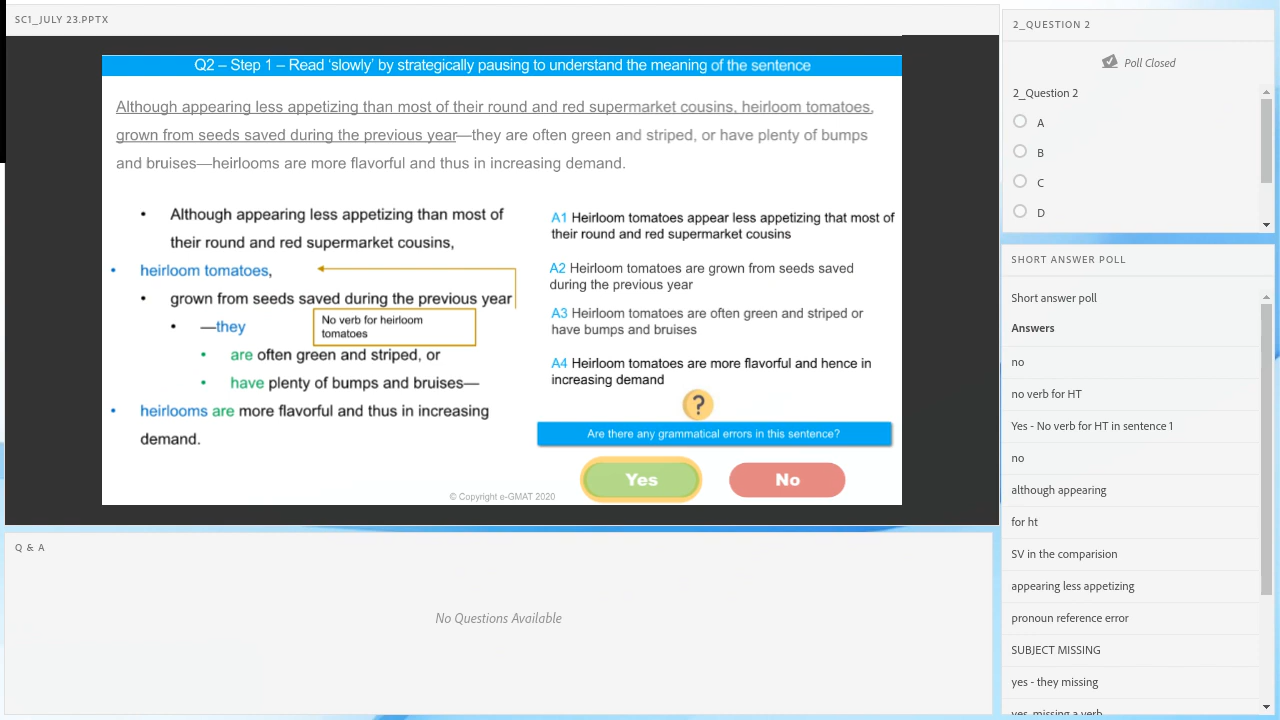 SC1_JULY 23.PPTX
Q2 – Step 1 – Read ‘slowly’ by strategically pausing to understand the meaning of the sentence
Although appearing less appetizing than most of their round and red supermarket cousins, heirloom tomatoes,
grown from seeds saved during the previous year—they are often green and striped, or have plenty of bumps
and bruises—heirlooms are more flavorful and thus in increasing demand.
• Although appearing less appetizing than most of
their round and red supermarket cousins,
• heirloom tomatoes,
• grown from seeds saved during the previous year
• —they
No verb for heirloom
tomatoes
• are often green and striped, or
• have plenty of bumps and bruises—
• heirlooms are more flavorful and thus in increasing
demand.
A1 Heirloom tomatoes appear less appetizing that most of
their round and red supermarket cousins
A2 Heirloom tomatoes are grown from seeds saved
during the previous year
A3 Heirloom tomatoes are often green and striped or
have bumps and bruises
A4 Heirloom tomatoes are more flavorful and hence in
increasing demand
?
Are there any grammatical errors in this sentence?
Yes
No
© Copyright e-GMAT 2020
Q & A
No Questions Available
2_QUESTION 2
Poll Closed
2_Question 2
A
B
C
D
SHORT ANSWER POLL
Short answer poll
Answers
no
no verb for HT
Yes - No verb for HT in sentence 1
no
although appearing
for ht
SV in the comparision
appearing less appetizing
pronoun reference error
SUBJECT MISSING
yes - they missing
yes, missing a verb